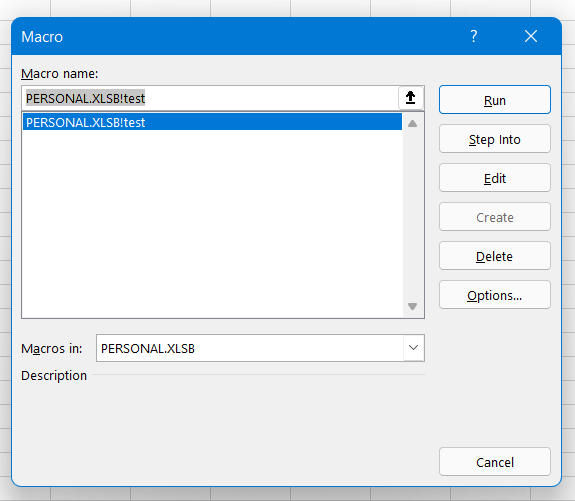 Macro ?
Macro name:
PERSONAL.XLSB!test
PERSONAL.XLSB!test
Run
Step Into
Edit
Create
Delete
Options...
Macros in: PERSONAL.XLSB
Description
Cancel